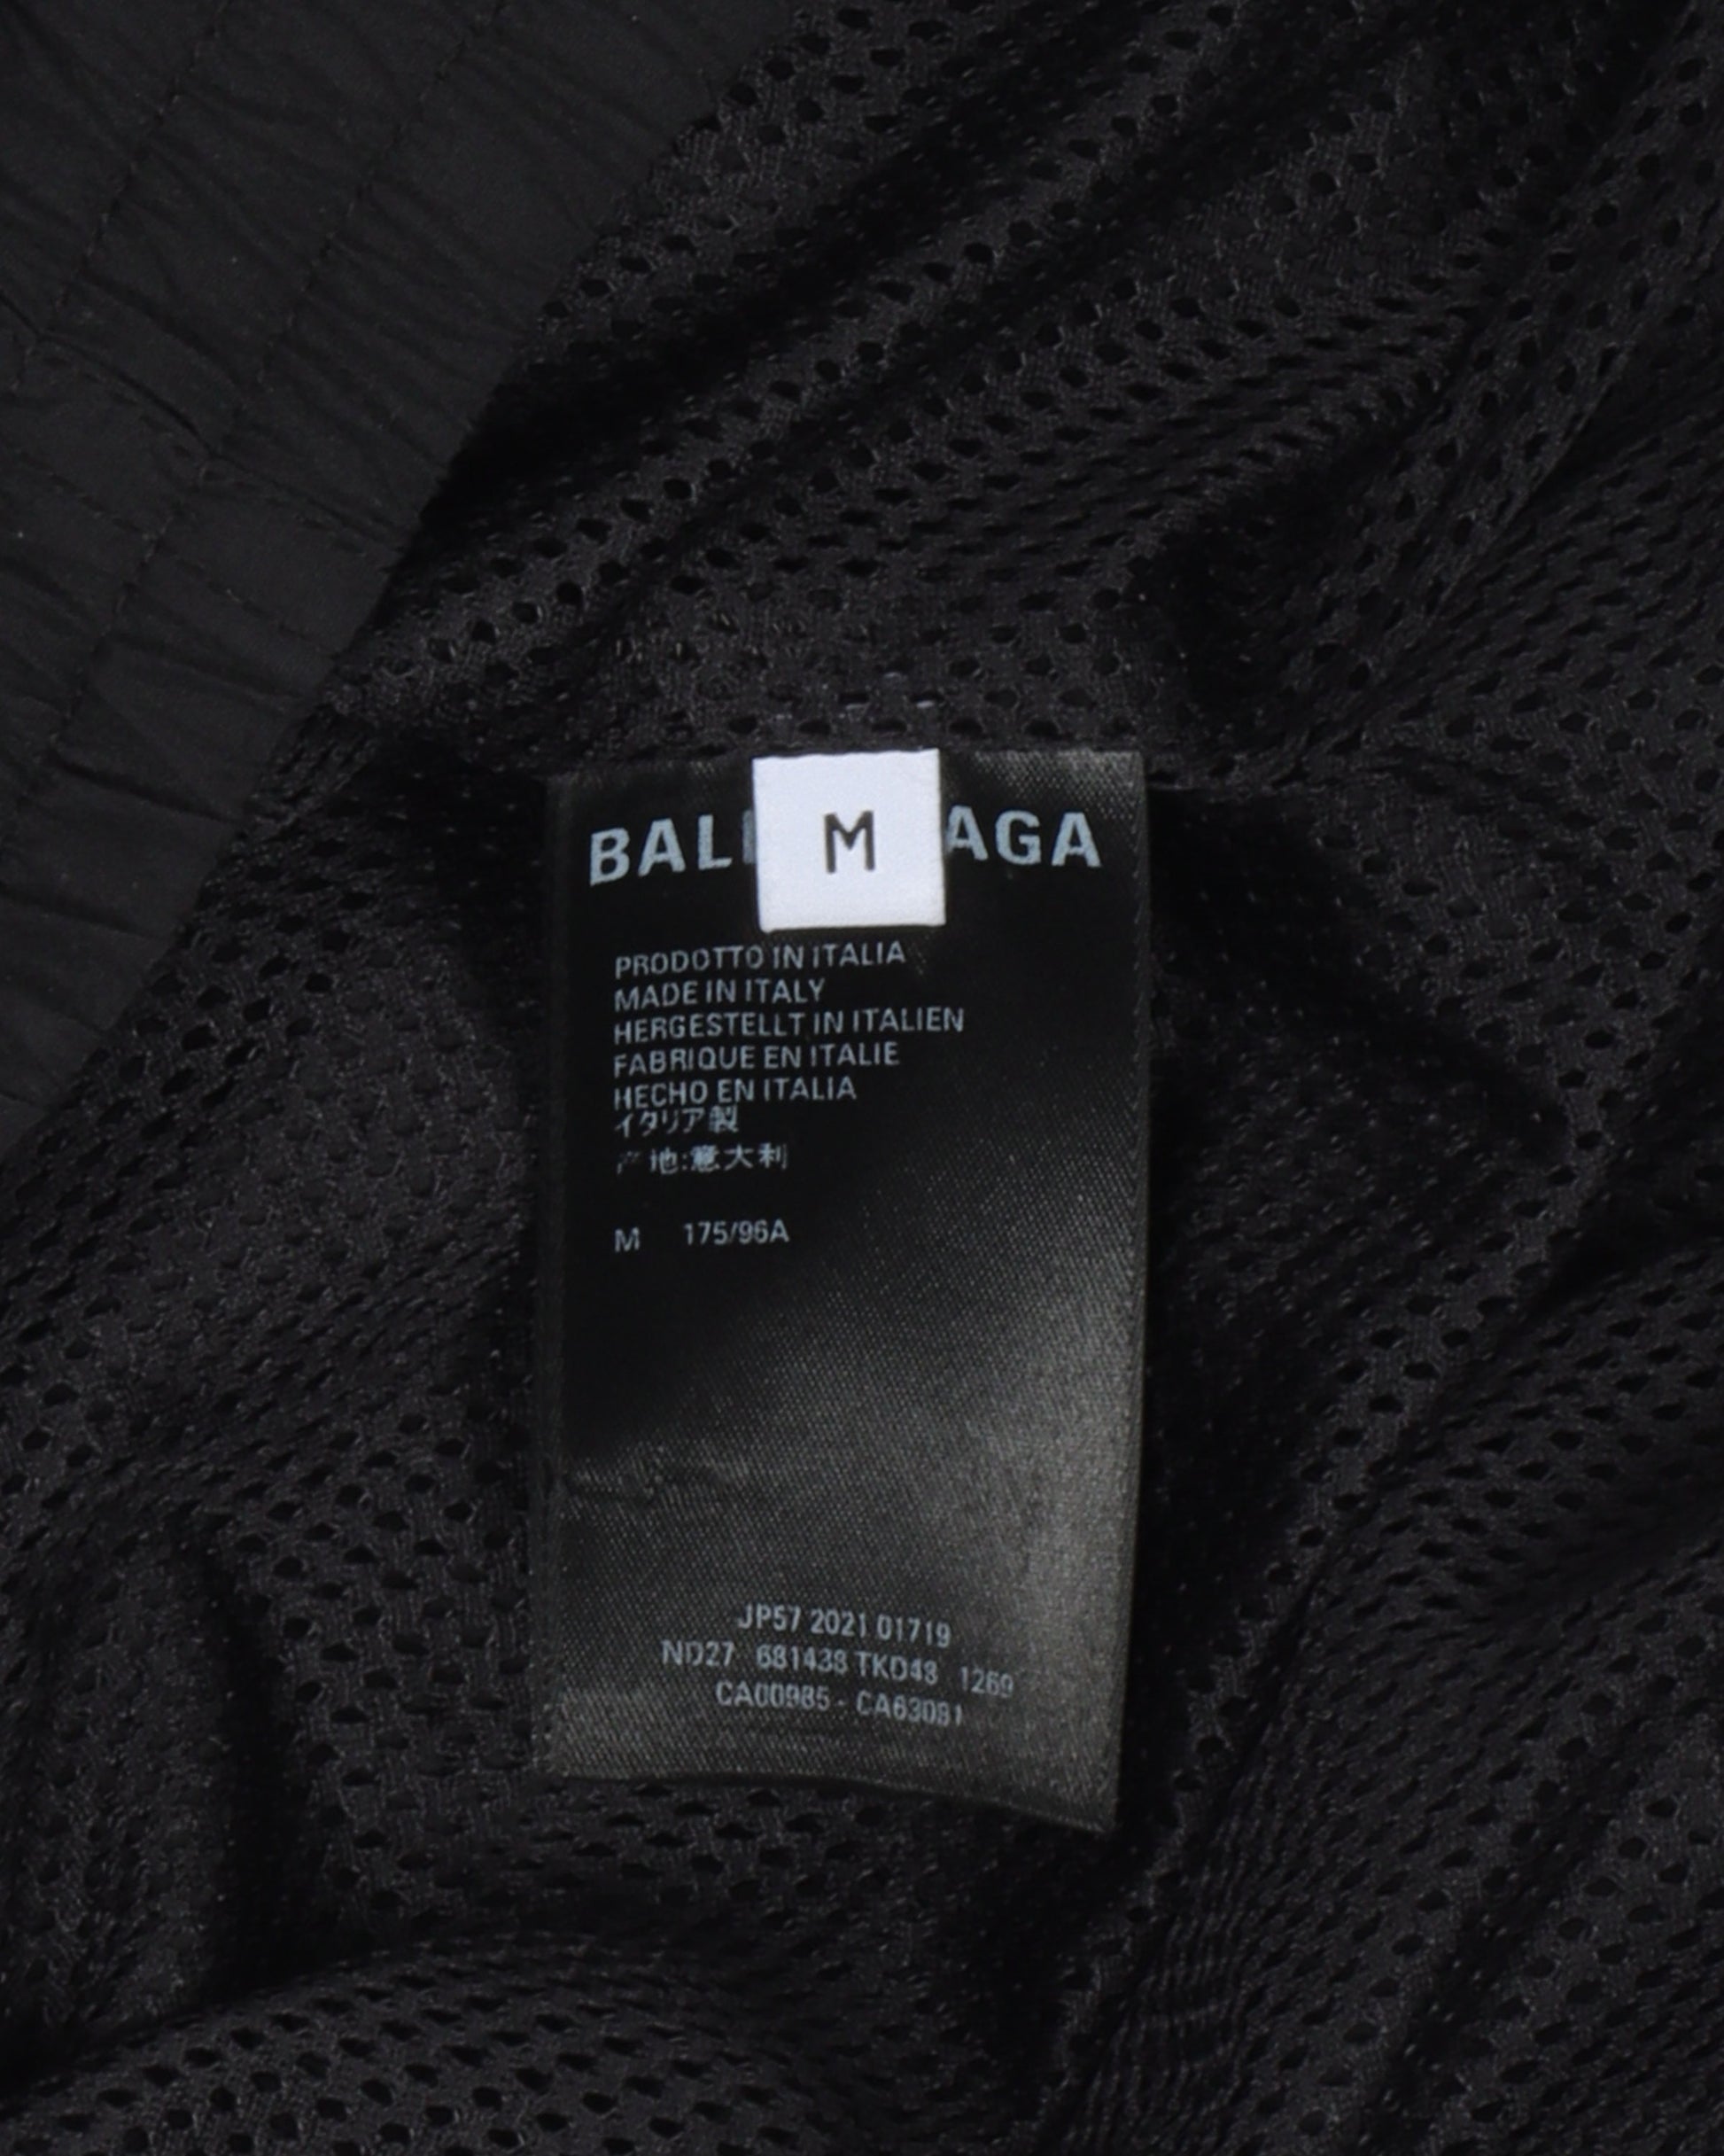 BAL M AGA
PRODOTTO IN ITALIA
MADE IN ITALY
HERGESTELLT IN ITALIEN
FABRIQUE EN ITALIE
HECHO EN ITALIA
イタリア製
产地:意大利
M 175/96A
JP57 2021 01719
ND27 681438 TKD48 1269
CA00985 - CA63081